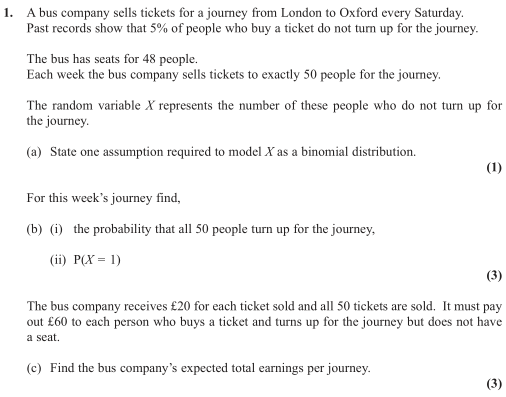 1. A bus company sells tickets for a journey from London to Oxford every Saturday.
Past records show that 5% of people who buy a ticket do not turn up for the journey.
The bus has seats for 48 people.
Each week the bus company sells tickets to exactly 50 people for the journey.
The random variable X represents the number of these people who do not turn up for
the journey.
(a) State one assumption required to model X as a binomial distribution.
(1)
For this week's journey find,
(b) (i) the probability that all 50 people turn up for the journey,
(ii) P(X = 1)
(3)
The bus company receives £20 for each ticket sold and all 50 tickets are sold. It must pay
out £60 to each person who buys a ticket and turns up for the journey but does not have
a seat.
(c) Find the bus company's expected total earnings per journey.
(3)